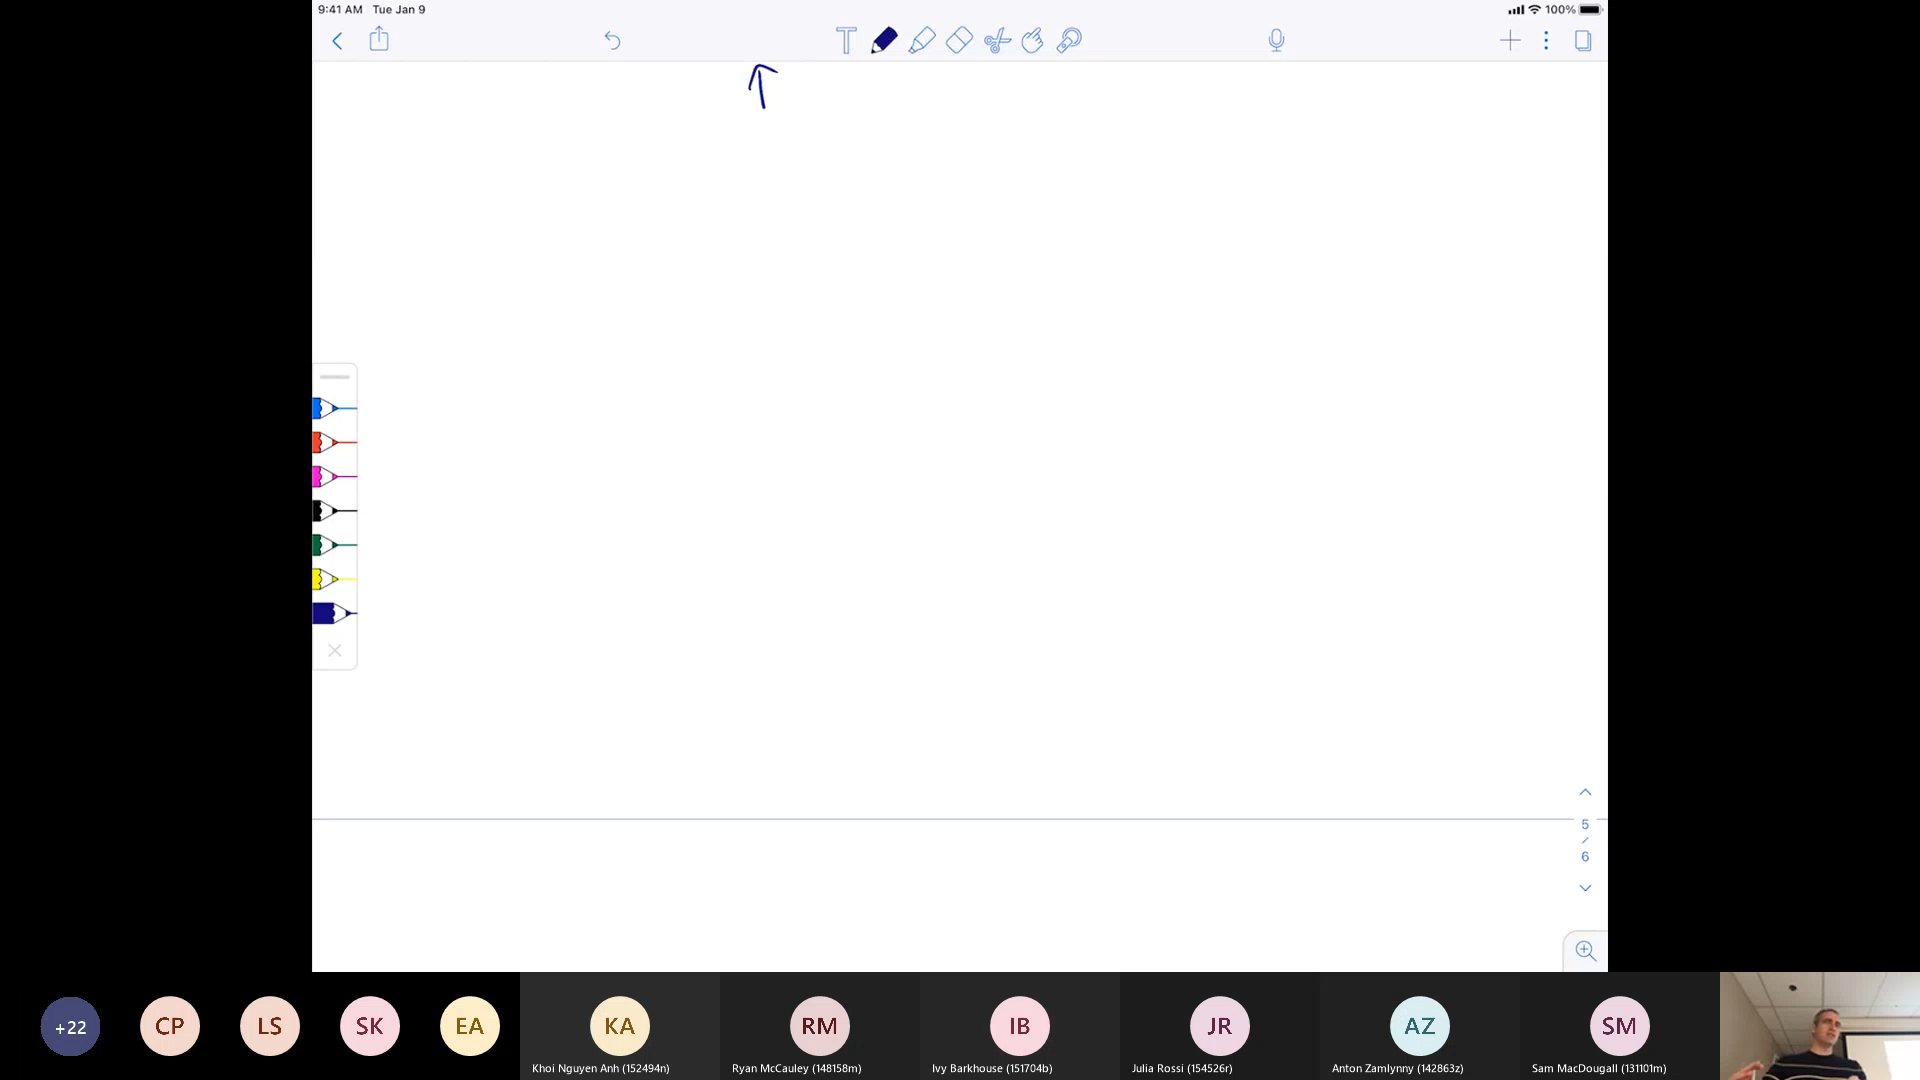 9:41 AM Tue Jan 9 100%
T
5
/
6
+22 CP LS SK EA KA RM IB JR AZ SM
Khoi Nguyen Anh (152494n) Ryan McCauley (148158m) Ivy Barkhouse (151704b) Julia Rossi (154526r) Anton Zamlynny (142863z) Sam MacDougall (131101m)